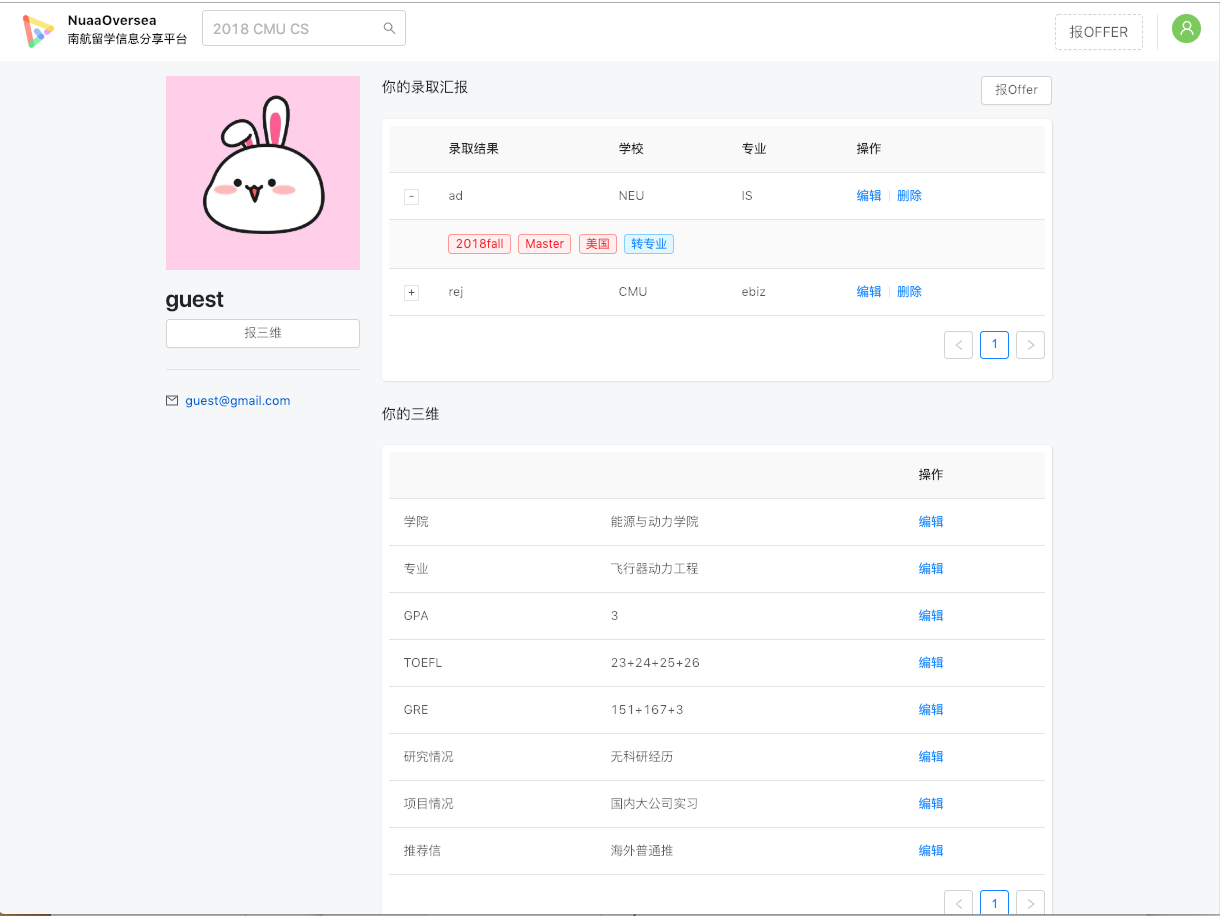 NuaaOversea
南航留学信息分享平台
2018 CMU CS
报OFFER
guest
报三维
guest@gmail.com
你的录取汇报
报Offer
录取结果 学校 专业 操作
- ad NEU IS 编辑 删除
2018fall Master 美国 转专业
+ rej CMU ebiz 编辑 删除
< 1 >
你的三维
操作
学院 能源与动力学院 编辑
专业 飞行器动力工程 编辑
GPA 3 编辑
TOEFL 23+24+25+26 编辑
GRE 151+167+3 编辑
研究情况 无科研经历 编辑
项目情况 国内大公司实习 编辑
推荐信 海外普通推 编辑
< 1 >